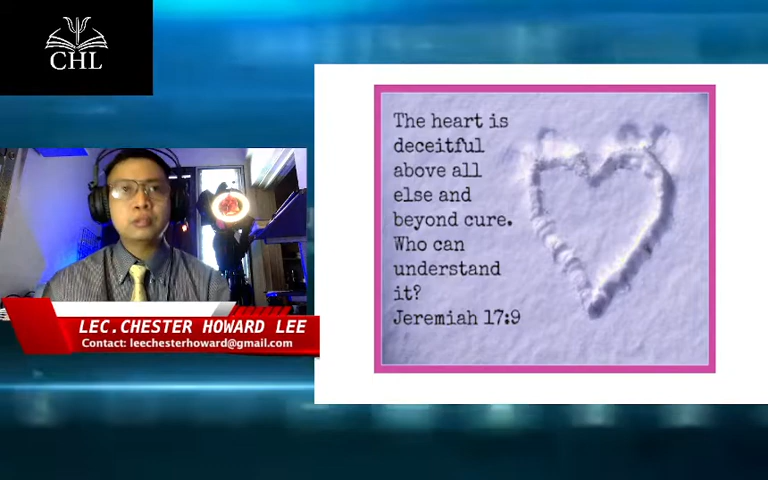 CHL
LEC.CHESTER HOWARD LEE
Contact: leechesterhoward@gmail.com
The heart is
deceitful
above all
else and
beyond cure.
Who can
understand
it?
Jeremiah 17:9